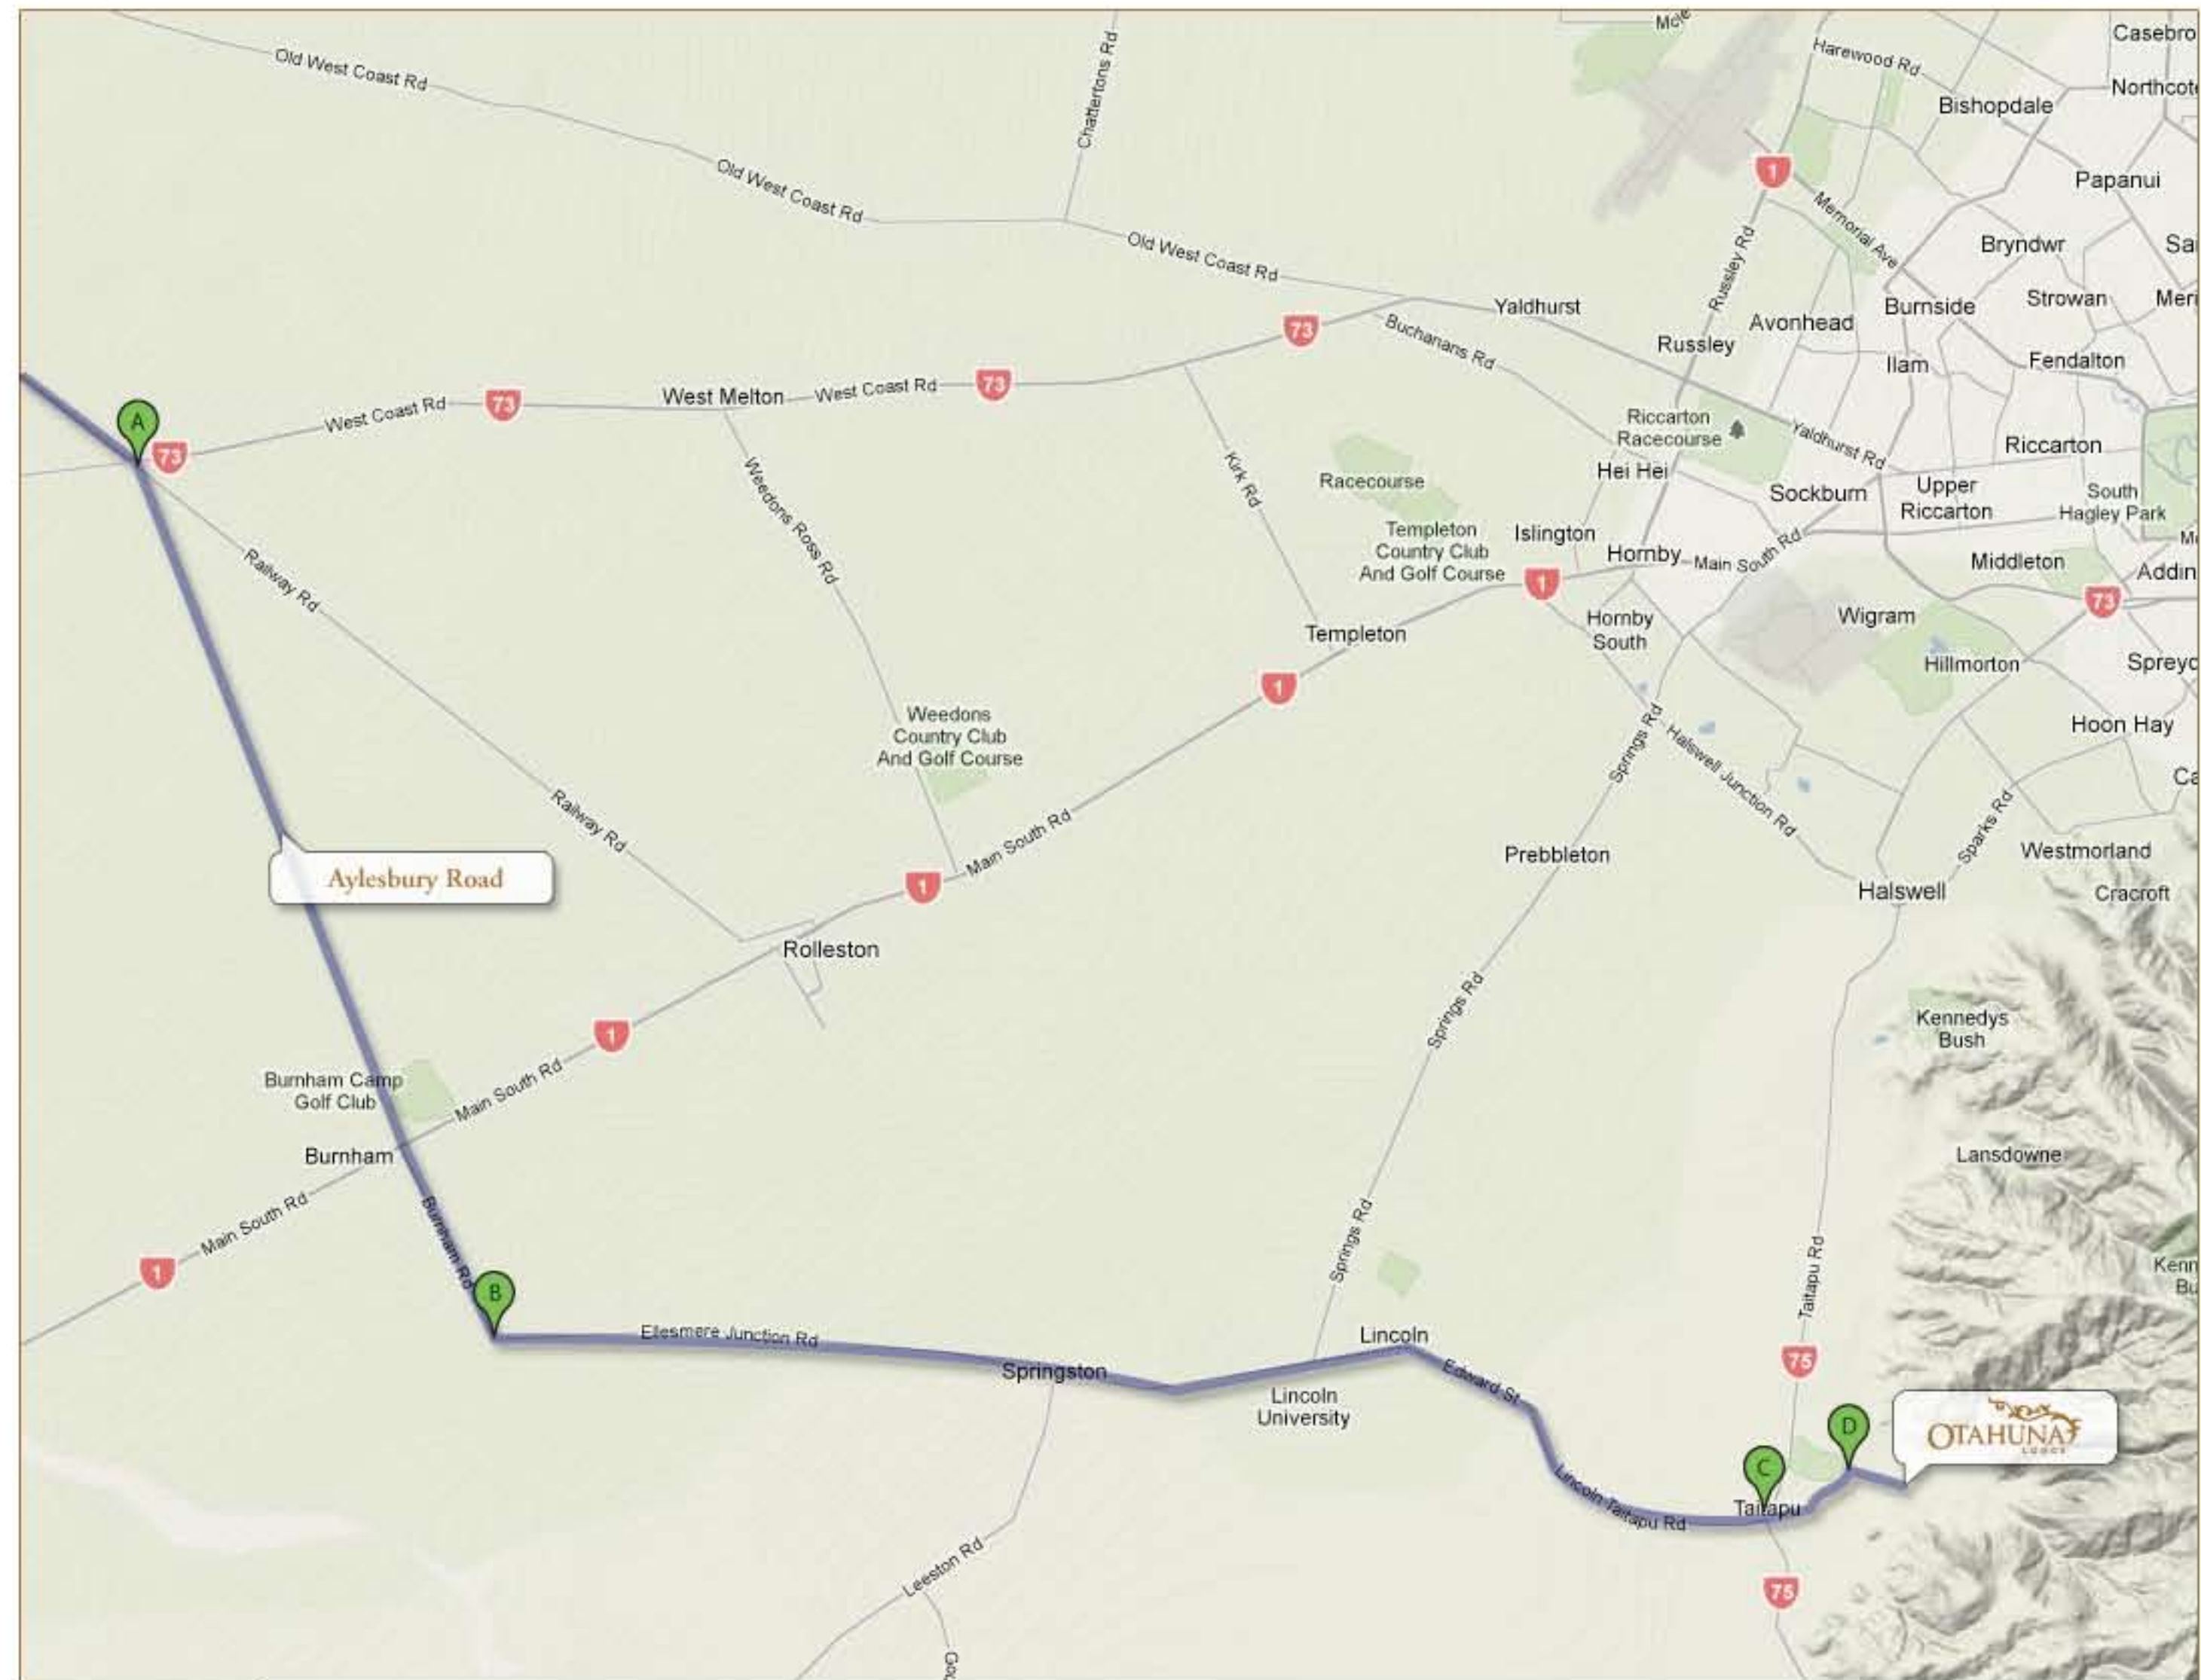 Casebro
Harewood Rd
Old West Coast Rd
Chattertons Rd
Northcote
Bishopdale
1
Papanui
Old West Coast Rd
Memorial Ave
Russley Rd
Bryndwr
Old West Coast Rd
Yaldhurst
Burnside
Strowan
Avonhead
73
Buchanans Rd
Russley
Ilam
Fendalton
West Melton
West Coast Rd
73
West Coast Rd
73
A
73
Riccarton
Racecourse
Yaldhurst Rd
Riccarton
Hei Hei
Kirk Rd
Racecourse
Sockburn
Upper
Riccarton
South
Hagley Park
Weedons Ross Rd
Templeton
Country Club
And Golf Course
Islington
Hornby
Main South Rd
1
Middleton
Addin
Railway Rd
73
Hornby
South
Wigram
Templeton
Hillmorton
Spreyd
1
Weedons
Country Club
And Golf Course
Springs Rd
Halswell Junction Rd
Hoon Hay
Railway Rd
Main South Rd
Sparks Rd
Prebbleton
Westmorland
Aylesbury Road
1
Halswell
Cracroft
Rolleston
Springs Rd
Kennedys
Bush
1
Burnham Camp
Golf Club
Main South Rd
Burnham
Lansdowne
Main South Rd
Burnham Rd
Springs Rd
Taitapu Rd
1
Kenn
Bu
B
Ellesmere Junction Rd
Lincoln
75
Springston
Edward St
Lincoln
University
D
OTAHUNA
LODGE
C
Taitapu
Lincoln Taitapu Rd
Leeston Rd
75